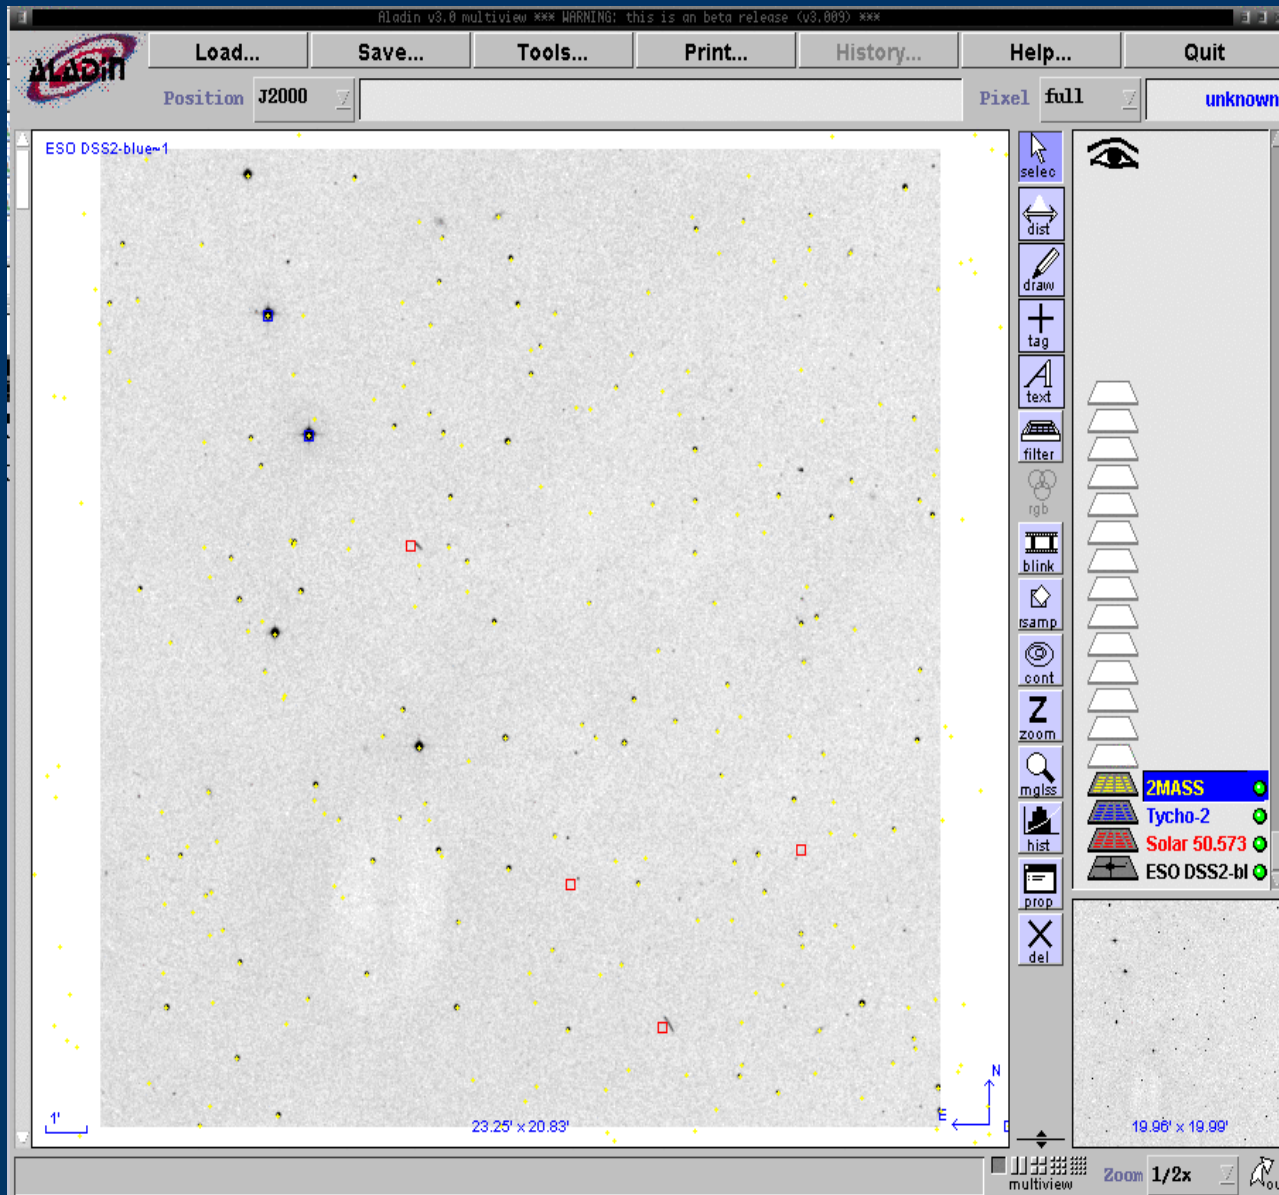 Aladin v3.0 multiview *** WARNING: this is an beta release (v3.009) ***
ALADIN
Load... Save... Tools... Print... History... Help... Quit
Position J2000 Pixel full unknown
ESO DSS2-blue~1
selec
dist
draw
tag
text
filter
rgb
blink
rsamp
cont
Z
zoom
mglss
hist
prop
del
2MASS
Tycho-2
Solar 50.573
ESO DSS2-bl
N
E
1'
23.25' x 20.83'
19.96' x 19.99'
multiview Zoom 1/2x